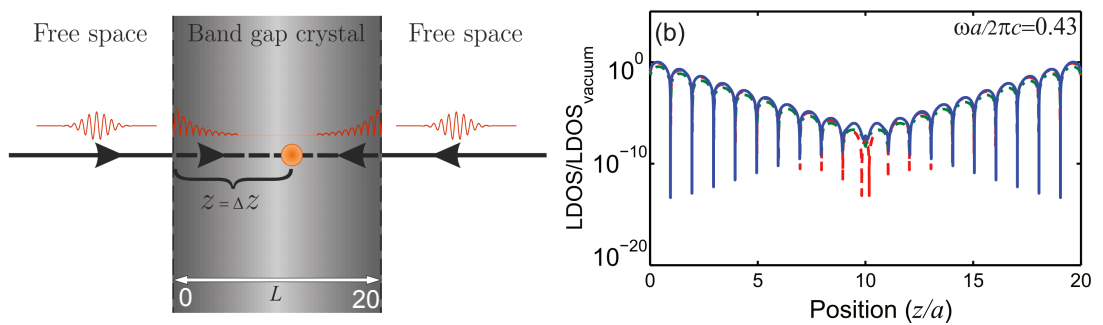 Free space
Band gap crystal
Free space
z = Δz
L
0
20
(b)
ωa/2πc=0.43
LDOS/LDOS_vacuum
10^0
10^-10
10^-20
0
5
10
15
20
Position (z/a)